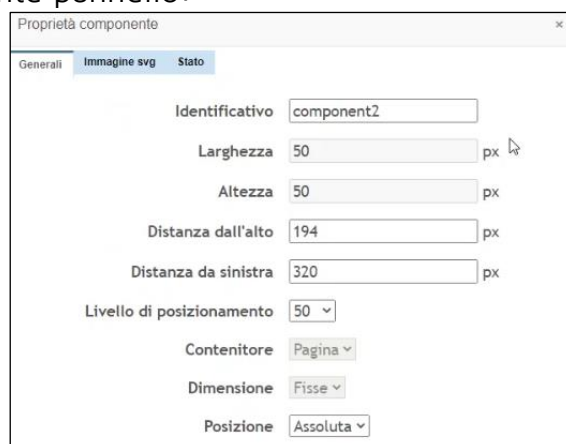 Proprietà componente ×
Generali Immagine svg Stato
Identificativo component2
Larghezza 50 px
Altezza 50 px
Distanza dall'alto 194 px
Distanza da sinistra 320 px
Livello di posizionamento 50
Contenitore Pagina
Dimensione Fisse
Posizione Assoluta